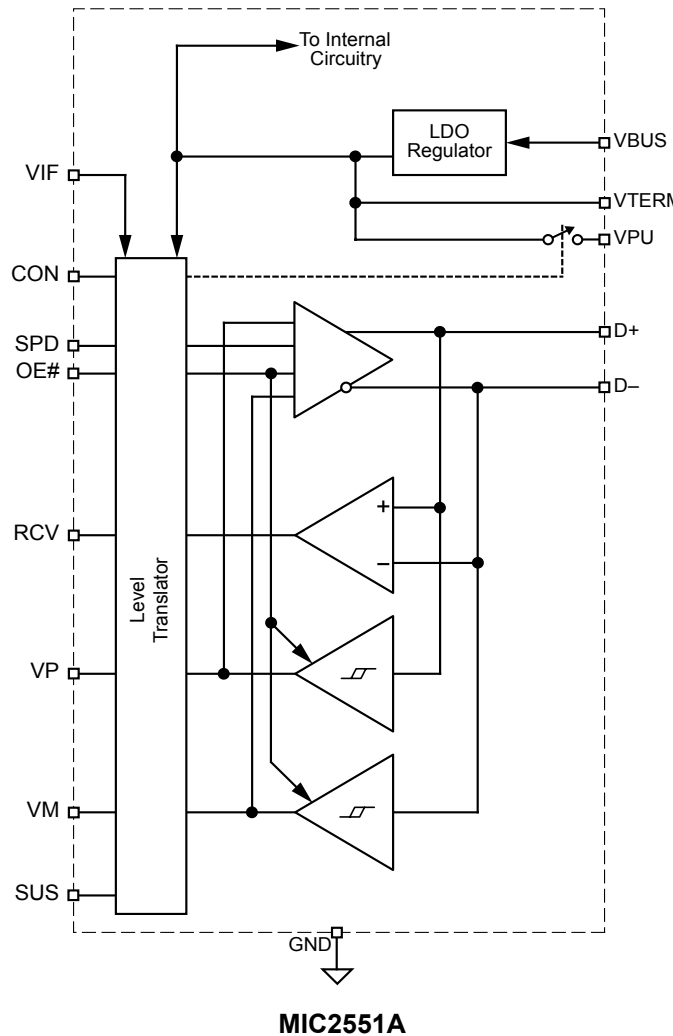 To Internal
Circuitry
LDO
Regulator
VBUS
VIF
VTERM
VPU
CON
SPD
OE#
D+
D–
+
–
RCV
Level
Translator
VP
VM
SUS
GND
MIC2551A